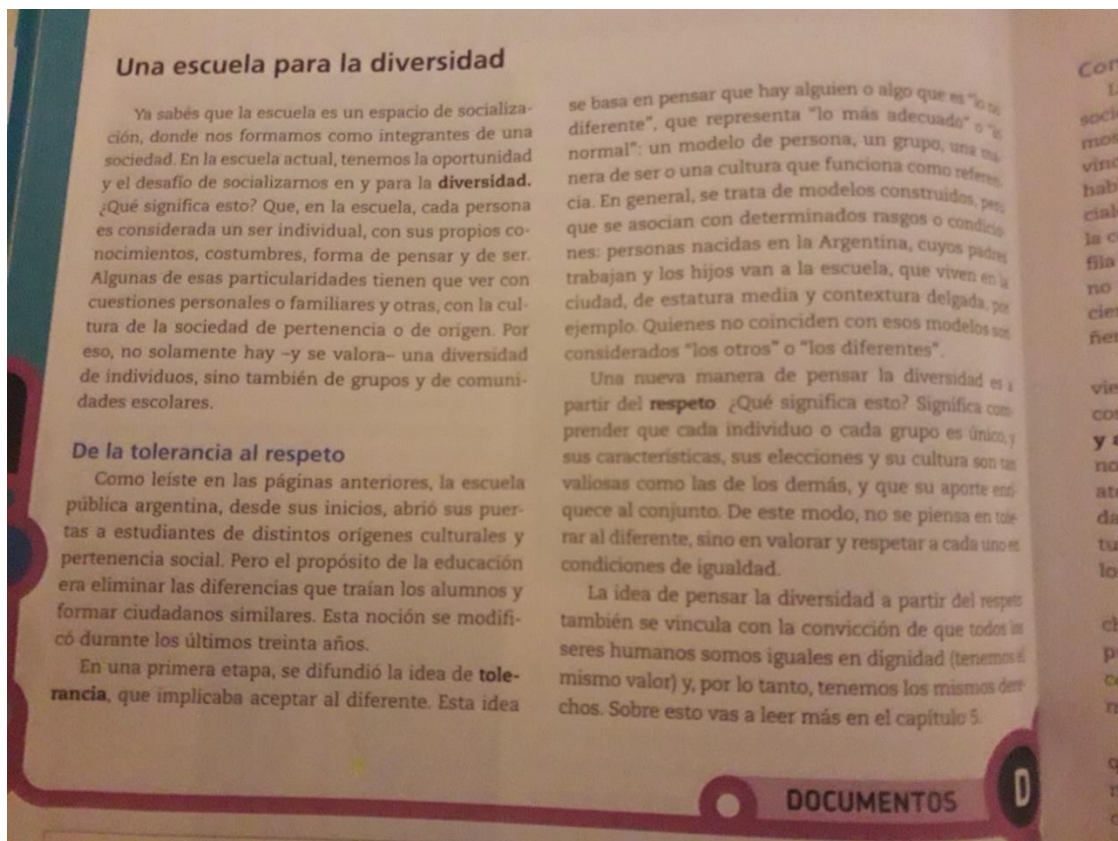 Una escuela para la diversidad
Ya sabés que la escuela es un espacio de socializa-
ción, donde nos formamos como integrantes de una
sociedad. En la escuela actual, tenemos la oportunidad
y el desafío de socializarnos en y para la diversidad.
¿Qué significa esto? Que, en la escuela, cada persona
es considerada un ser individual, con sus propios co-
nocimientos, costumbres, forma de pensar y de ser.
Algunas de esas particularidades tienen que ver con
cuestiones personales o familiares y otras, con la cul-
tura de la sociedad de pertenencia o de origen. Por
eso, no solamente hay –y se valora– una diversidad
de individuos, sino también de grupos y de comuni-
dades escolares.
De la tolerancia al respeto
Como leíste en las páginas anteriores, la escuela
pública argentina, desde sus inicios, abrió sus puer-
tas a estudiantes de distintos orígenes culturales y
pertenencia social. Pero el propósito de la educación
era eliminar las diferencias que traían los alumnos y
formar ciudadanos similares. Esta noción se modifi-
có durante los últimos treinta años.
En una primera etapa, se difundió la idea de tole-
rancia, que implicaba aceptar al diferente. Esta idea
se basa en pensar que hay alguien o algo que es "lo no
diferente", que representa "lo más adecuado" o "lo
normal": un modelo de persona, un grupo, una ma-
nera de ser o una cultura que funciona como referen-
cia. En general, se trata de modelos construidos, pero
que se asocian con determinados rasgos o condicio-
nes: personas nacidas en la Argentina, cuyos padres
trabajan y los hijos van a la escuela, que viven en la
ciudad, de estatura media y contextura delgada, por
ejemplo. Quienes no coinciden con esos modelos son
considerados "los otros" o "los diferentes".
Una nueva manera de pensar la diversidad es a
partir del respeto. ¿Qué significa esto? Significa com-
prender que cada individuo o cada grupo es único, y
sus características, sus elecciones y su cultura son tan
valiosas como las de los demás, y que su aporte enri-
quece al conjunto. De este modo, no se piensa en tole-
rar al diferente, sino en valorar y respetar a cada uno en
condiciones de igualdad.
La idea de pensar la diversidad a partir del respeto
también se vincula con la convicción de que todos los
seres humanos somos iguales en dignidad (tenemos el
mismo valor) y, por lo tanto, tenemos los mismos dere-
chos. Sobre esto vas a leer más en el capítulo 5.
DOCUMENTOS D